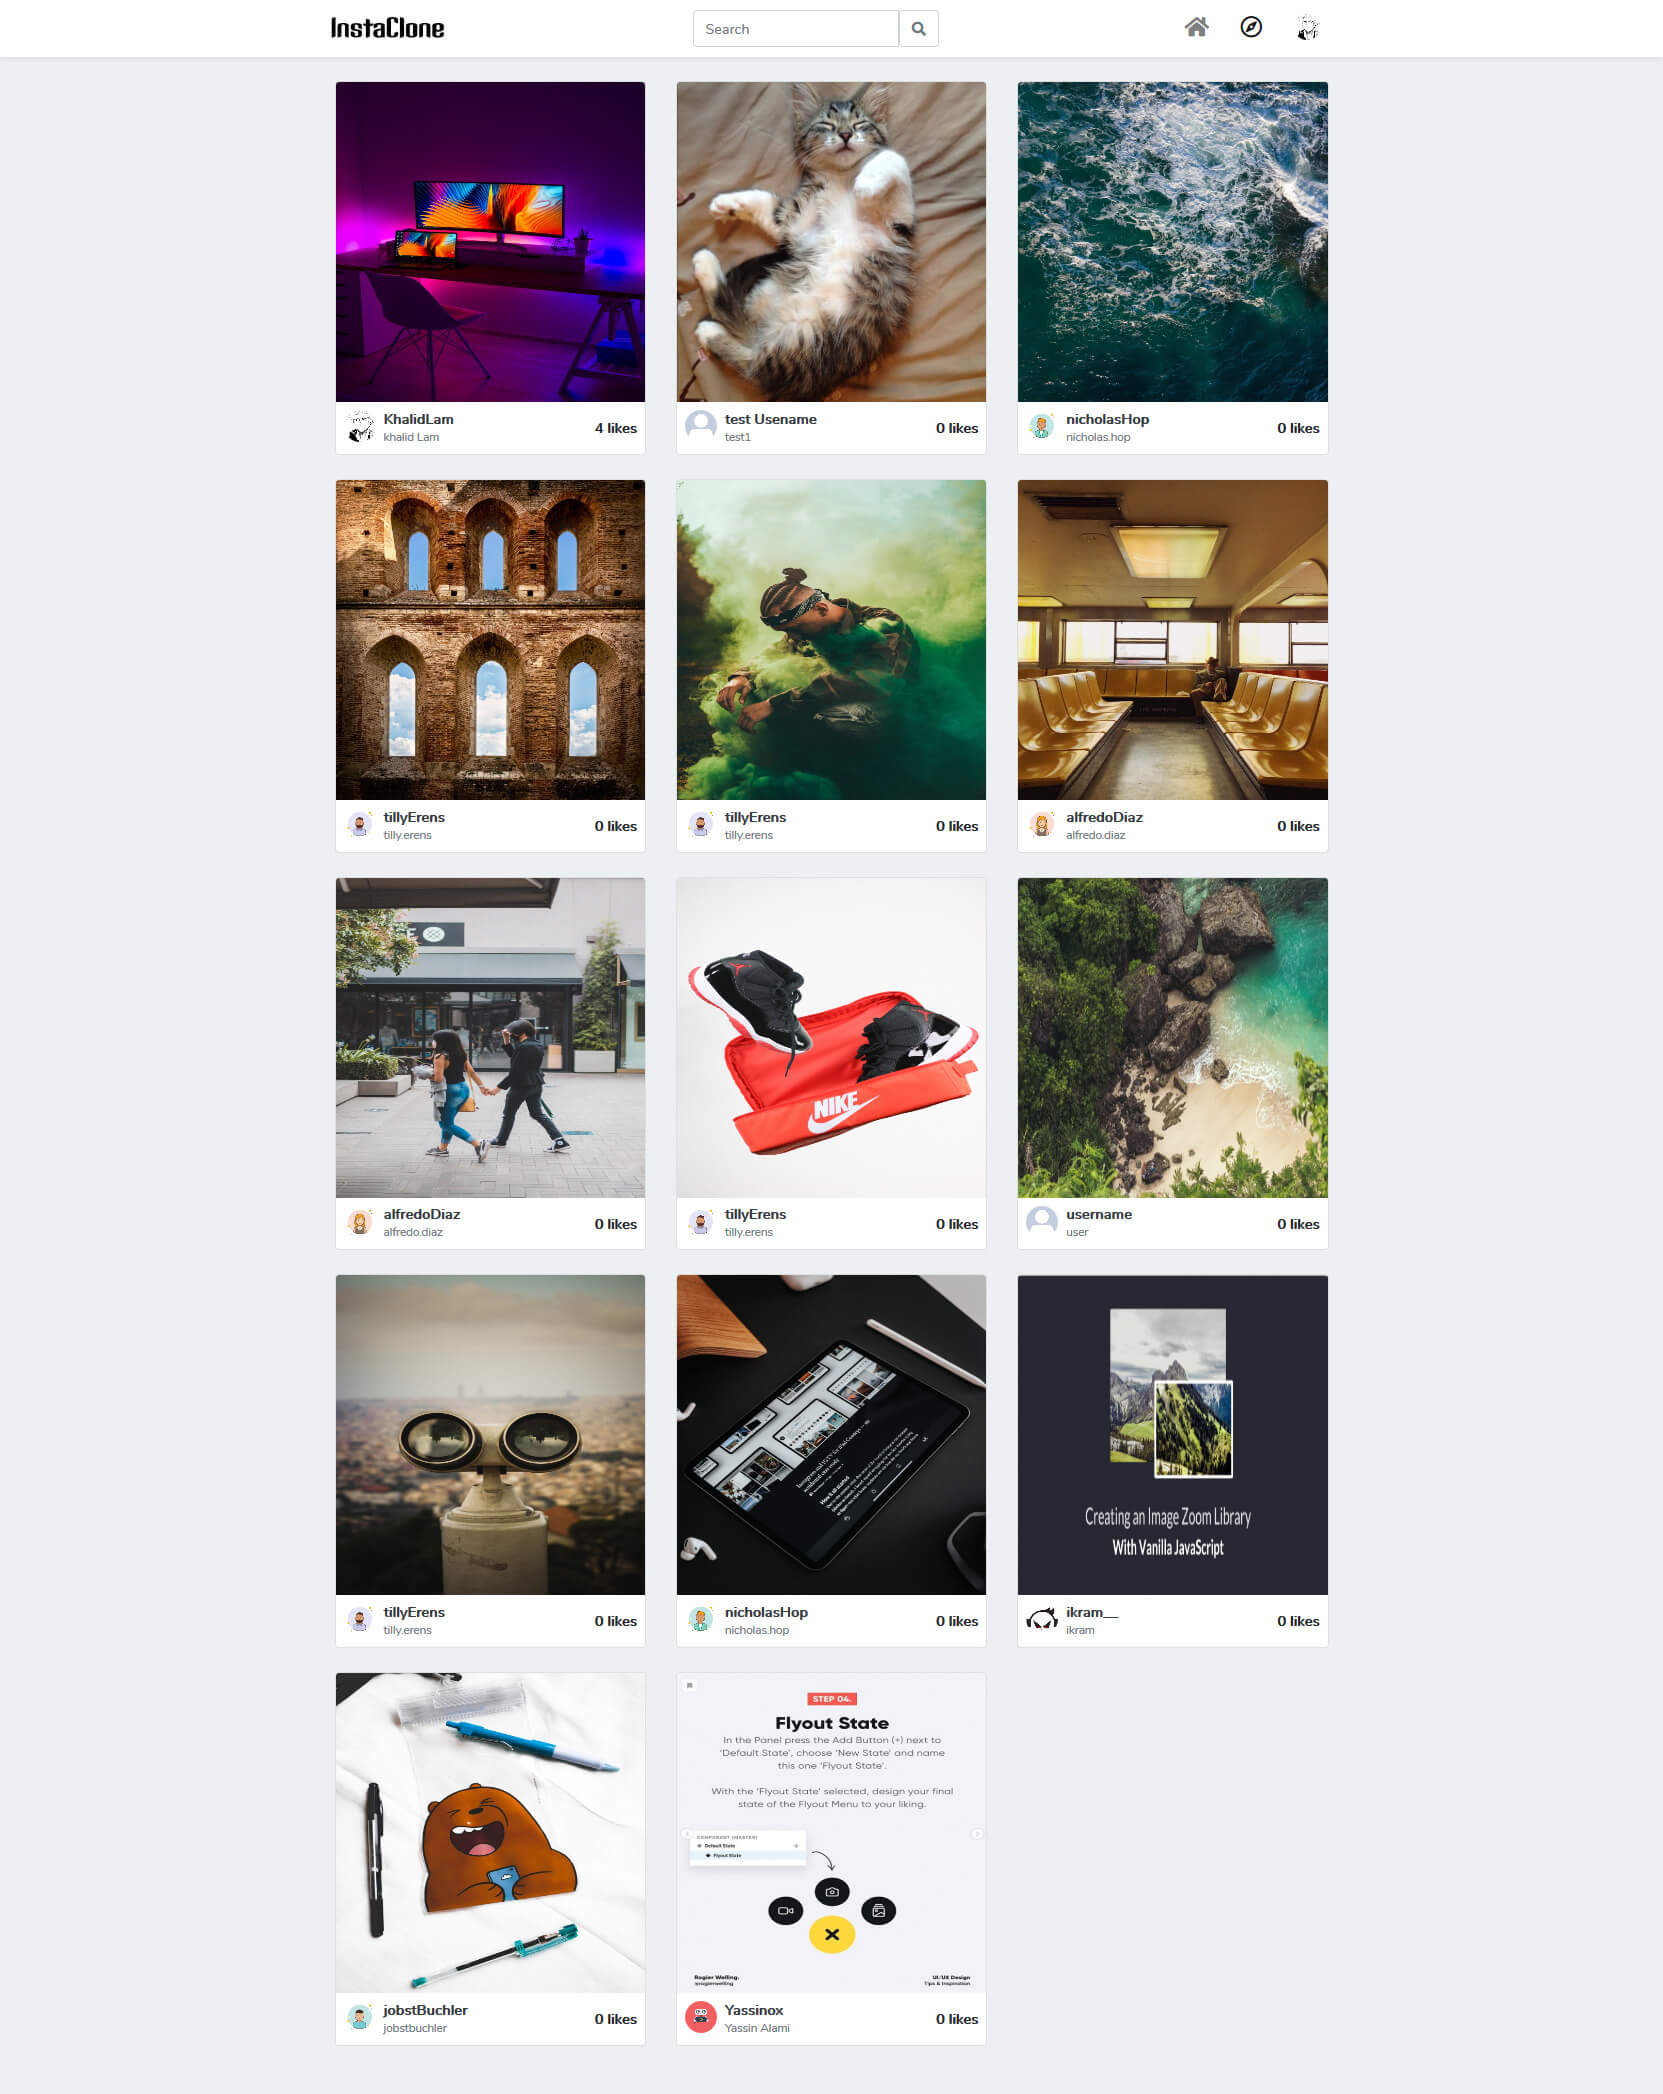 InstaClone
Search
KhalidLam
khalid Lam
4 likes
test Usename
test1
0 likes
nicholasHop
nicholas.hop
0 likes
tillyErens
tilly.erens
0 likes
tillyErens
tilly.erens
0 likes
alfredoDiaz
alfredo.diaz
0 likes
NIKE
alfredoDiaz
alfredo.diaz
0 likes
tillyErens
tilly.erens
0 likes
username
user
0 likes
Creating an Image Zoom Library
With Vanilla JavaScript
tillyErens
tilly.erens
0 likes
nicholasHop
nicholas.hop
0 likes
ikram__
ikram
0 likes
STEP 04.
Flyout State
In the Panel press the Add Button (+) next to
'Default State', choose 'New State' and name
this one 'Flyout State'.
With the 'Flyout State' selected, design your final
state of the Flyout Menu to your liking.
COMPONENT (MASTER)
Default State
Flyout State
Rogier Welling.
UI/UX Design
Tips & Inspiration
jobstBuchler
jobstbuchler
0 likes
Yassinox
Yassin Alami
0 likes